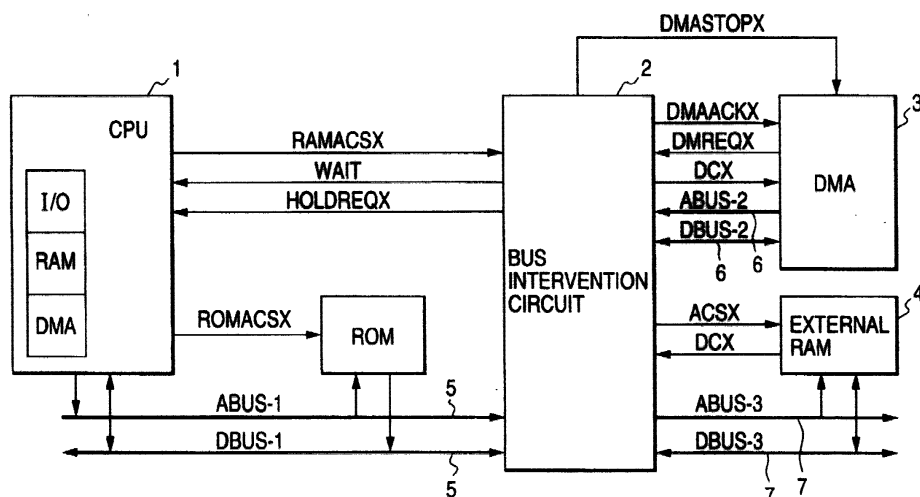 DMASTOPX
1
2
3
CPU
RAMACSX
WAIT
HOLDREQX
DMAACKX
DMREQX
DCX
ABUS-2
DBUS-2
6
6
DMA
I/O
RAM
DMA
BUS
INTERVENTION
CIRCUIT
ROMACSX
ROM
ACSX
DCX
EXTERNAL
RAM
4
ABUS-1
5
DBUS-1
5
ABUS-3
7
DBUS-3
7